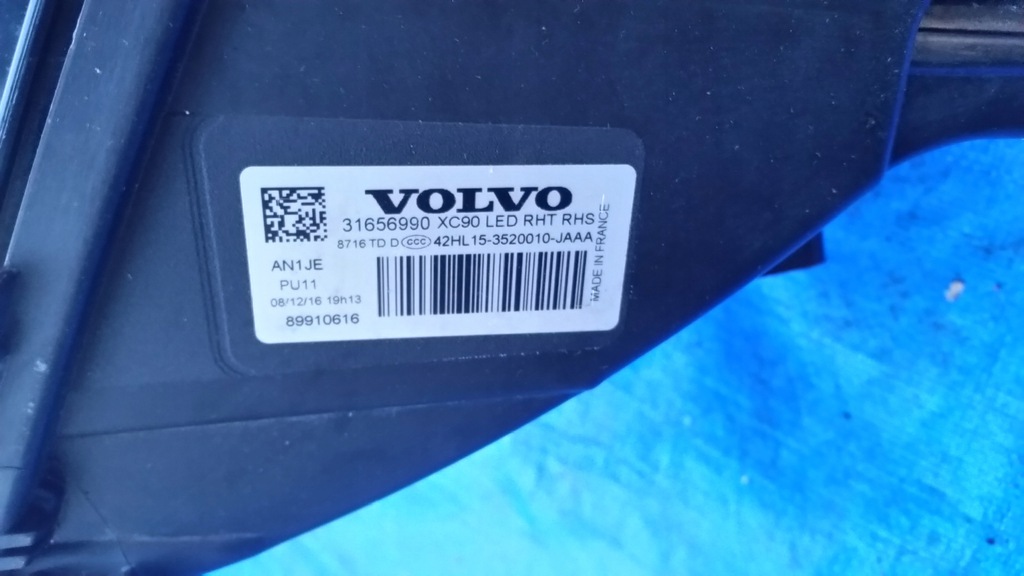 VOLVO
31656990 XC90 LED RHT RHS
8716 TD D CCC 42HL15-3520010-JAAA
AN1JE
PU11
08/12/16 19h13
89910616
MADE IN FRANCE